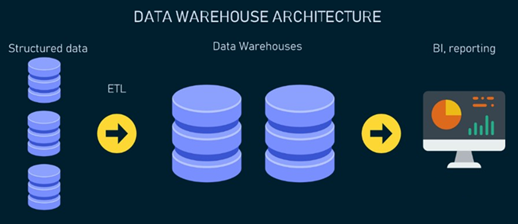 DATA WAREHOUSE ARCHITECTURE
Structured data
Data Warehouses
BI, reporting
ETL